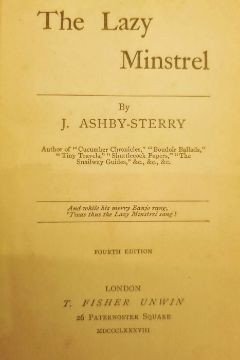 The Lazy
Minstrel
By
J. ASHBY-STERRY
Author of "Cucumber Chronicles," "Boudoir Ballads,"
"Tiny Travels," "Shuttlecock Papers," "The
Snailway Guides," &c., &c., &c.
And while his merry Banjo rang,
'Twas thus the Lazy Minstrel sang!
FOURTH EDITION
LONDON
T. FISHER UNWIN
26 PATERNOSTER SQUARE
MDCCCLXXXVIII